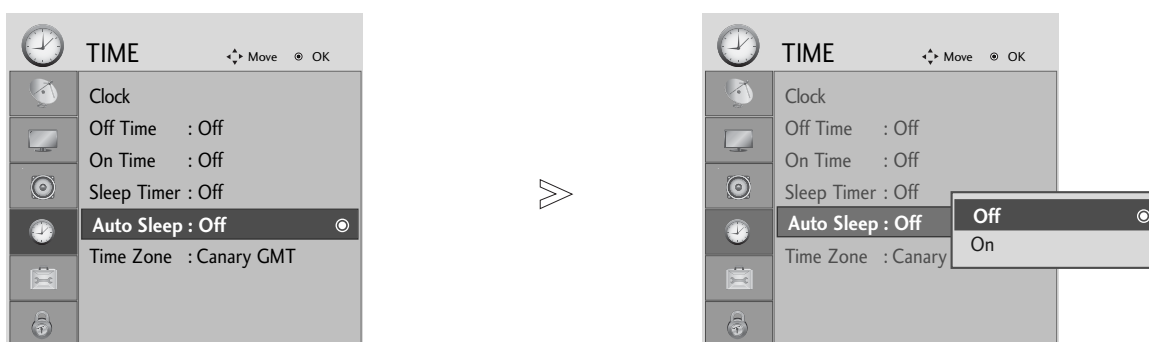 TIME Move OK
Clock
Off Time : Off
On Time : Off
Sleep Timer : Off
Auto Sleep : Off
Time Zone : Canary GMT
TIME Move OK
Clock
Off Time : Off
On Time : Off
Sleep Timer : Off
Auto Sleep : Off
Time Zone : Canary
Off
On